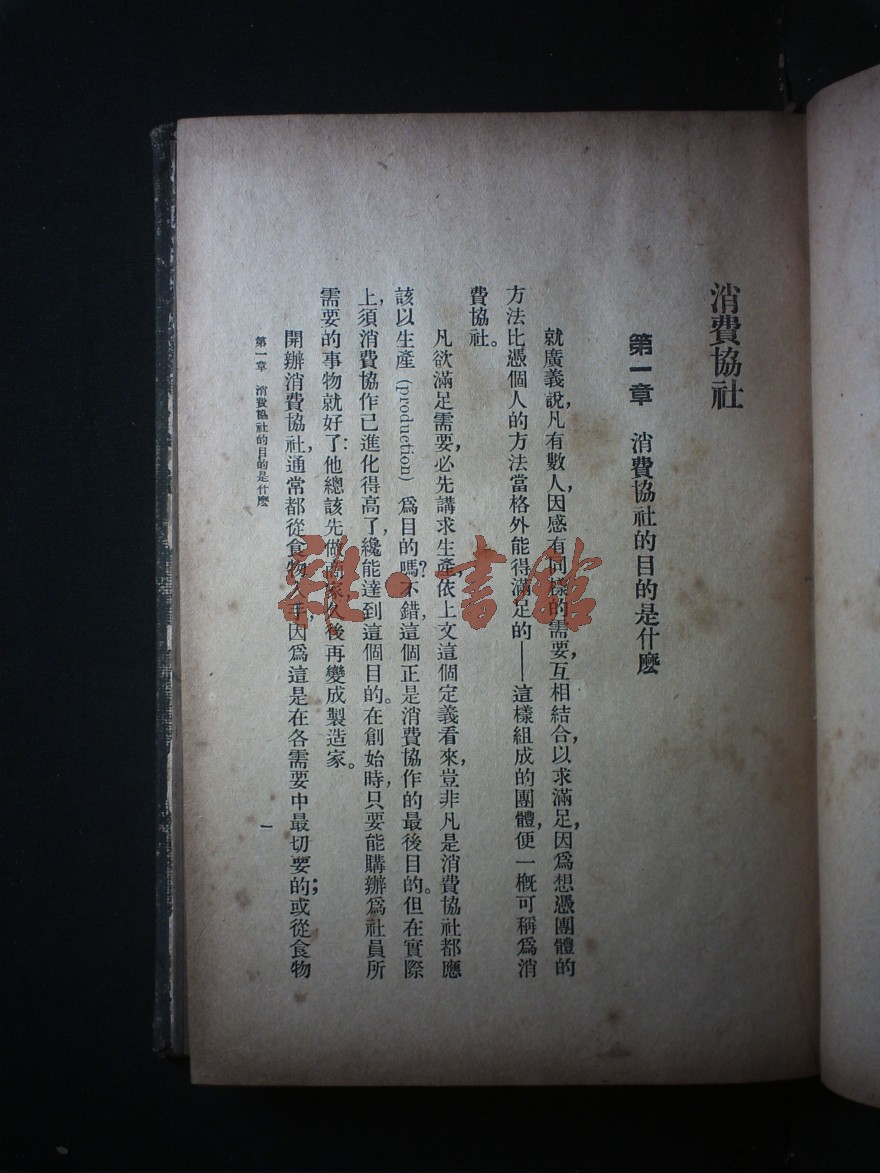 消費協社
第一章 消費協社的目的是什麽
就廣義說,凡有數人,因感有同樣的需要,互相結合,以求滿足,因爲想憑團體的
方法比憑個人的方法當格外能得滿足的——這樣組成的團體,便一槪可稱爲消
費協社。
凡欲滿足需要,必先講求生產,依上文這個定義看來,豈非凡是消費協社都應
該以生產 (production) 爲目的嗎?不錯,這個正是消費協作的最後目的。但在實際
上,須消費協作已進化得高了,纔能達到這個目的。在創始時,只要能購辦爲社員所
需要的事物就好了:他總該先做商家,久後再變成製造家。
開辦消費協社,通常都從食物入手,因爲這是在各需要中最切要的;或從食物
第一章 消費協社的目的是什麽
一
雜·書館